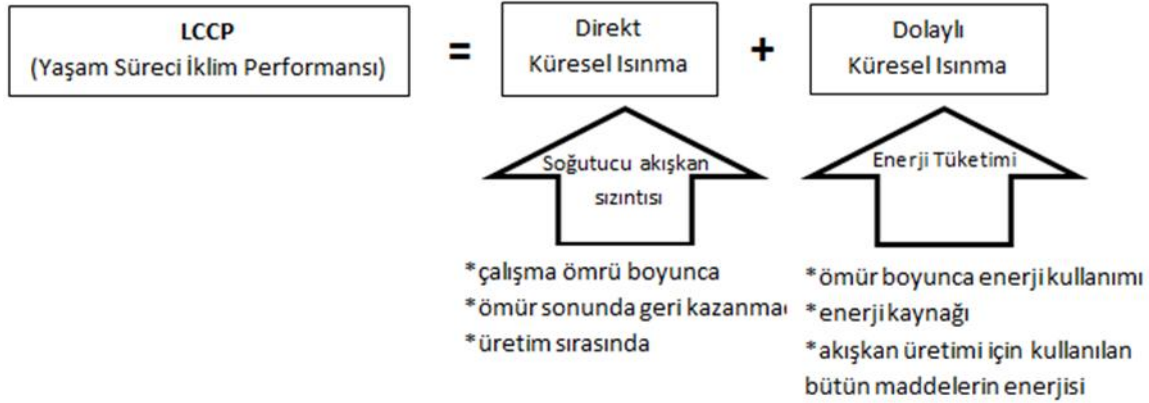 LCCP
(Yaşam Süreci İklim Performansı)
=
Direkt
Küresel Isınma
+
Dolaylı
Küresel Isınma
Soğutucu akışkan
sızıntısı
Enerji Tüketimi
*çalışma ömrü boyunca
*ömür sonunda geri kazanma
*üretim sırasında
*ömür boyunca enerji kullanımı
*enerji kaynağı
*akışkan üretimi için kullanılan
bütün maddelerin enerjisi